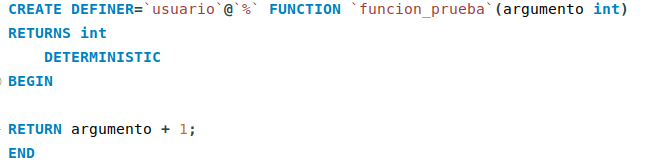 CREATE DEFINER=`usuario`@`%` FUNCTION `funcion_prueba`(argumento int)
RETURNS int
    DETERMINISTIC
BEGIN

RETURN argumento + 1;
END